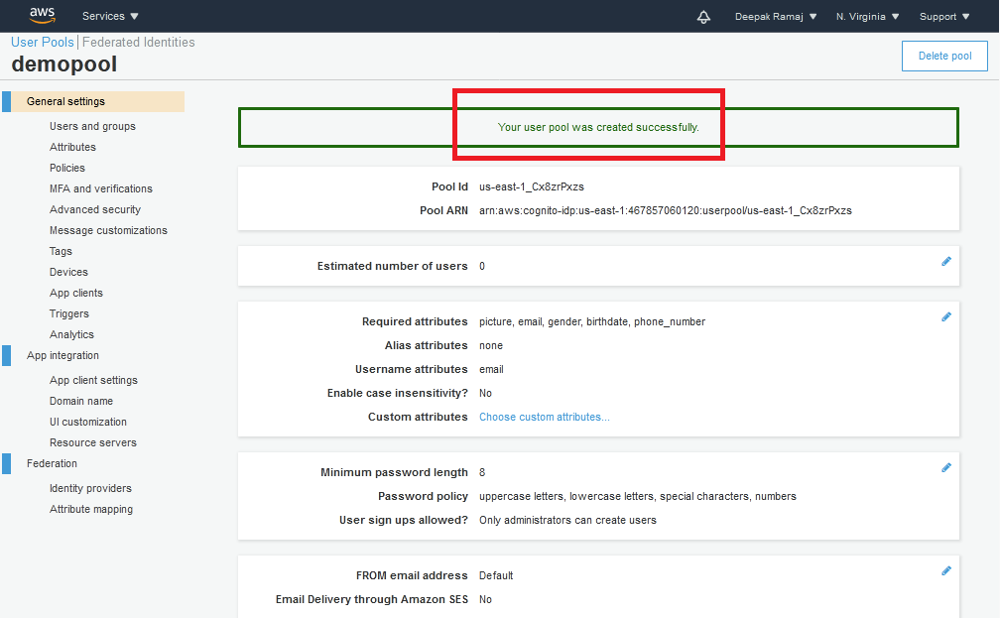 aws Services Deepak Ramaj N. Virginia Support
User Pools Federated Identities
demopool
Delete pool
General settings
Users and groups
Attributes
Policies
MFA and verifications
Advanced security
Message customizations
Tags
Devices
App clients
Triggers
Analytics
App integration
App client settings
Domain name
UI customization
Resource servers
Federation
Identity providers
Attribute mapping
Your user pool was created successfully.
Pool Id us-east-1_Cx8zrPxzs
Pool ARN arn:aws:cognito-idp:us-east-1:467857060120:userpool/us-east-1_Cx8zrPxzs
Estimated number of users 0
Required attributes picture, email, gender, birthdate, phone_number
Alias attributes none
Username attributes email
Enable case insensitivity? No
Custom attributes Choose custom attributes...
Minimum password length 8
Password policy uppercase letters, lowercase letters, special characters, numbers
User sign ups allowed? Only administrators can create users
FROM email address Default
Email Delivery through Amazon SES No